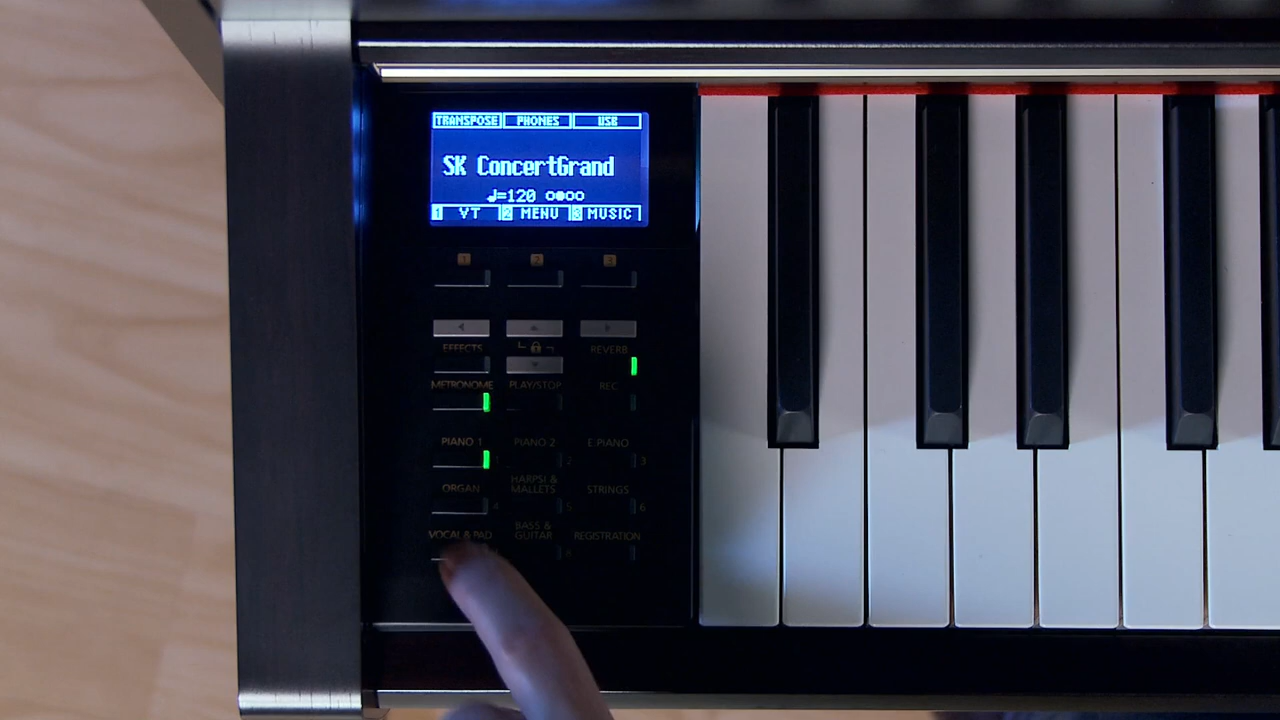 TRANSPOSE PHONES USB
SK ConcertGrand
♩=120
1 VT 2 MENU 3 MUSIC
1 2 3
EFFECTS REVERB
METRONOME PLAY/STOP REC
PIANO 1 PIANO 2 E.PIANO
1 2 3
ORGAN HARPSI & MALLETS STRINGS
4 5 6
VOCAL & PAD BASS & GUITAR REGISTRATION
8